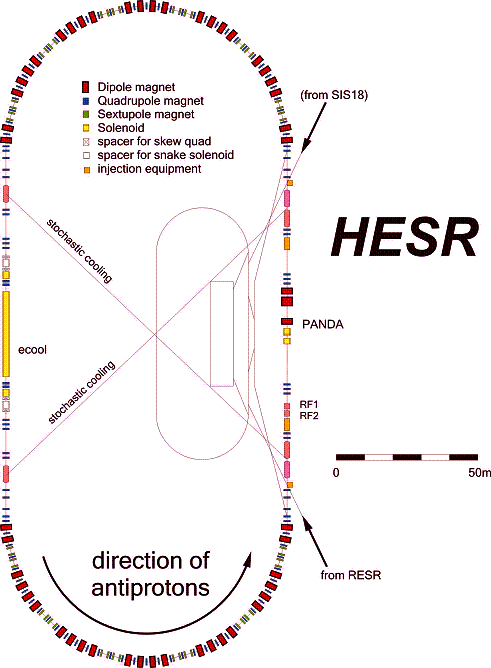 Dipole magnet
Quadrupole magnet
Sextupole magnet
Solenoid
spacer for skew quad
spacer for snake solenoid
injection equipment
(from SIS18)
HESR
stochastic cooling
PANDA
ecool
stochastic cooling
RF1
RF2
0
50m
direction of
antiprotons
from RESR